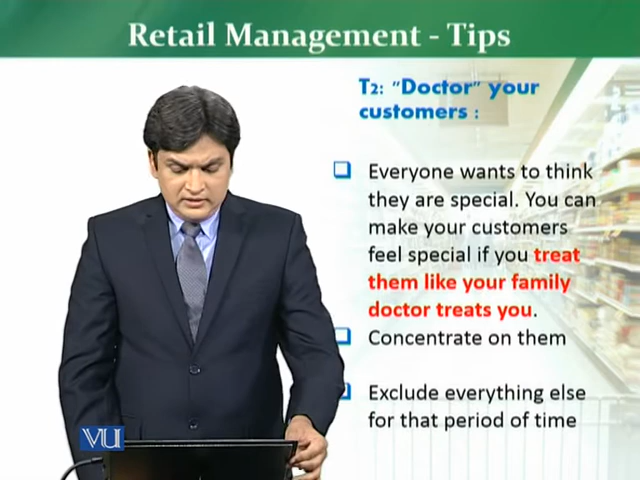 Retail Management - Tips
T2: "Doctor" your
customers :
Everyone wants to think
they are special. You can
make your customers
feel special if you treat
them like your family
doctor treats you.
Concentrate on them
Exclude everything else
for that period of time
VU